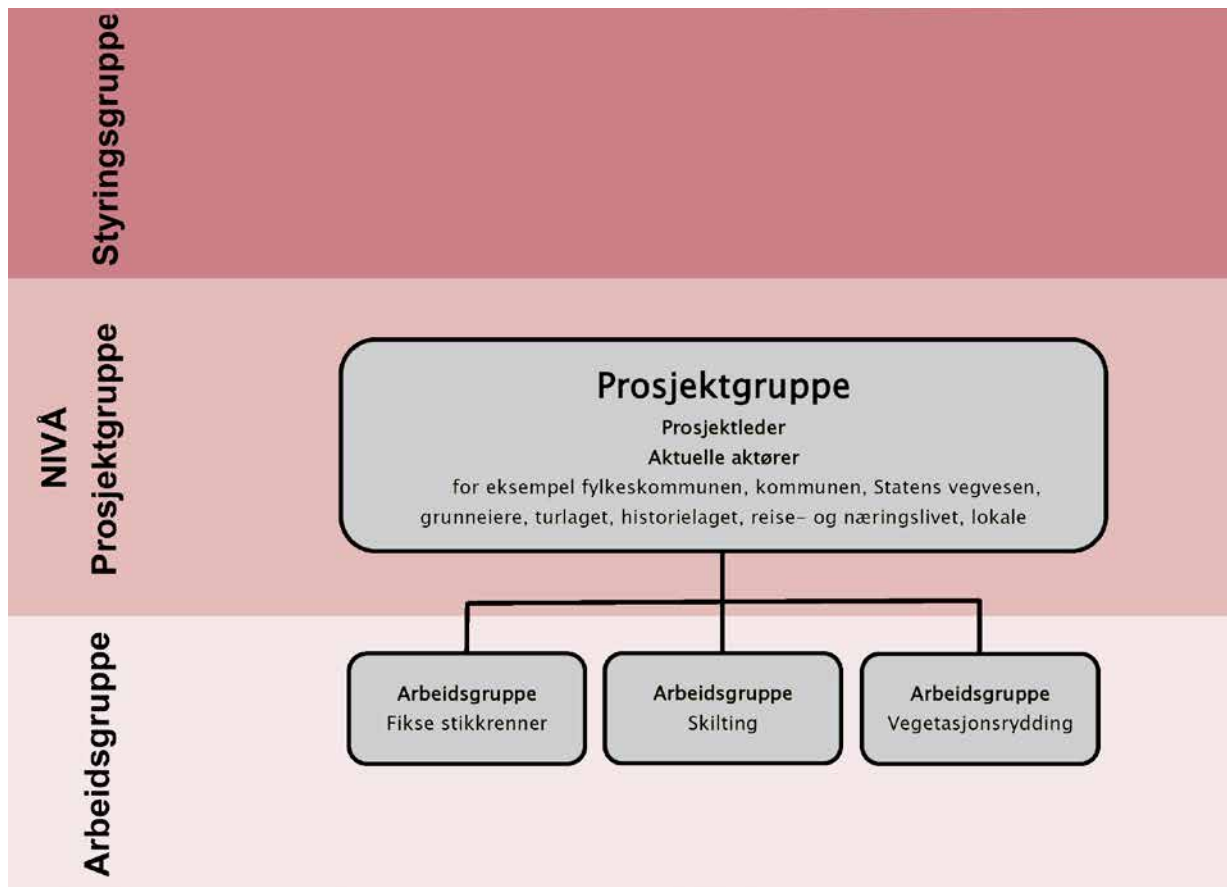 NIVÅ
Styringsgruppe
Prosjektgruppe
Arbeidsgruppe
Prosjektgruppe
Prosjektleder
Aktuelle aktører
for eksempel fylkeskommunen, kommunen, Statens vegvesen,
grunneiere, turlaget, historielaget, reise- og næringslivet, lokale
Arbeidsgruppe
Fikse stikkrenner
Arbeidsgruppe
Skilting
Arbeidsgruppe
Vegetasjonsrydding